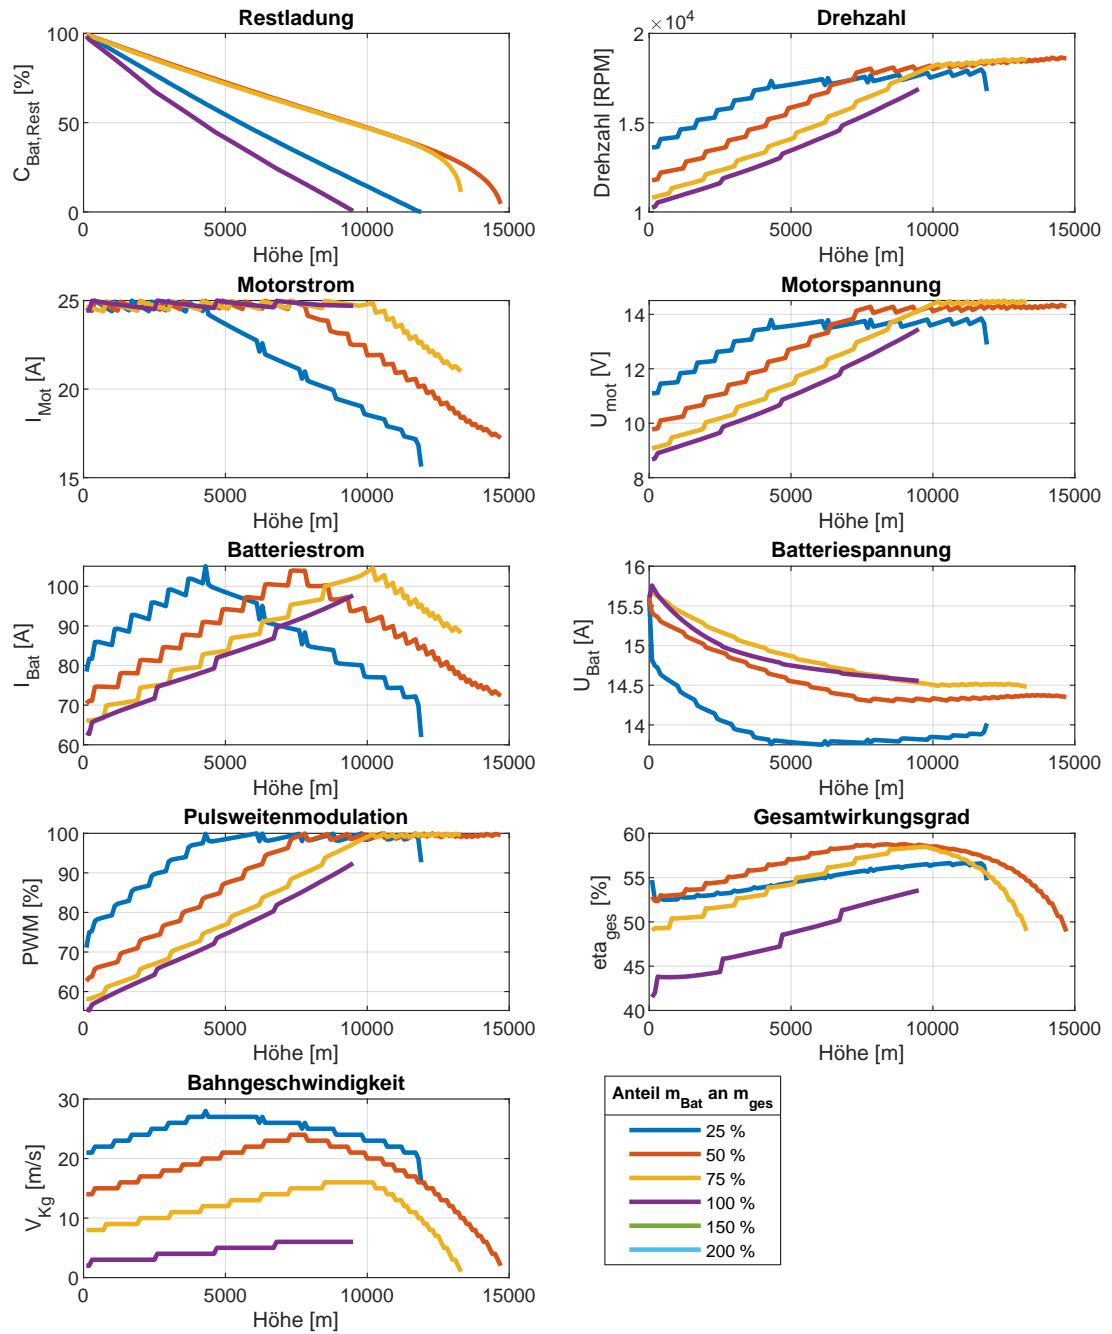 Restladung
100
50
0
C_Bat,Rest [%]
0 5000 10000 15000
Höhe [m]
Drehzahl
×10^4
2
1.5
1
Drehzahl [RPM]
0 5000 10000 15000
Höhe [m]
Motorstrom
25
20
15
I_Mot [A]
0 5000 10000 15000
Höhe [m]
Motorspannung
14
12
10
8
U_mot [V]
0 5000 10000 15000
Höhe [m]
Batteriestrom
100
90
80
70
60
I_Bat [A]
0 5000 10000 15000
Höhe [m]
Batteriespannung
16
15.5
15
14.5
14
U_Bat [A]
0 5000 10000 15000
Höhe [m]
Pulsweitenmodulation
100
90
80
70
60
PWM [%]
0 5000 10000 15000
Höhe [m]
Gesamtwirkungsgrad
60
55
50
45
40
eta_ges [%]
0 5000 10000 15000
Höhe [m]
Bahngeschwindigkeit
30
20
10
0
V_Kg [m/s]
0 5000 10000 15000
Höhe [m]
Anteil m_Bat an m_ges
25 %
50 %
75 %
100 %
150 %
200 %